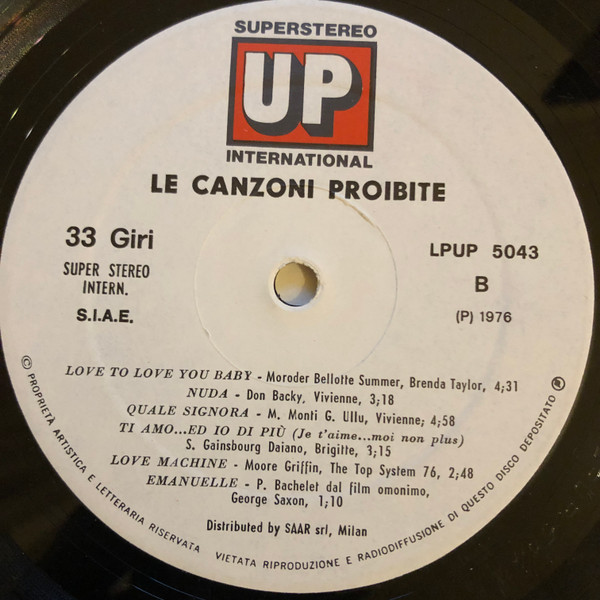 SUPERSTEREO
UP
INTERNATIONAL
LE CANZONI PROIBITE
33 Giri
SUPER STEREO
INTERN.
S.I.A.E.
LPUP 5043
B
(P) 1976
LOVE TO LOVE YOU BABY - Moroder Bellotte Summer, Brenda Taylor, 4;31
NUDA - Don Backy, Vivienne, 3;18
QUALE SIGNORA - M. Monti G. Ullu, Vivienne; 4;58
TI AMO...ED IO DI PIÙ (Je t'aime...moi non plus)
S. Gainsbourg Daiano, Brigitte, 3;15
LOVE MACHINE - Moore Griffin, The Top System 76, 2;48
EMANUELLE - P. Bachelet dal film omonimo,
George Saxon, 1;10
Distributed by SAAR srl, Milan
© PROPRIETÀ ARTISTICA E LETTERARIA RISERVATA VIETATA RIPRODUZIONE E RADIODIFFUSIONE DI QUESTO DISCO DEPOSITATO